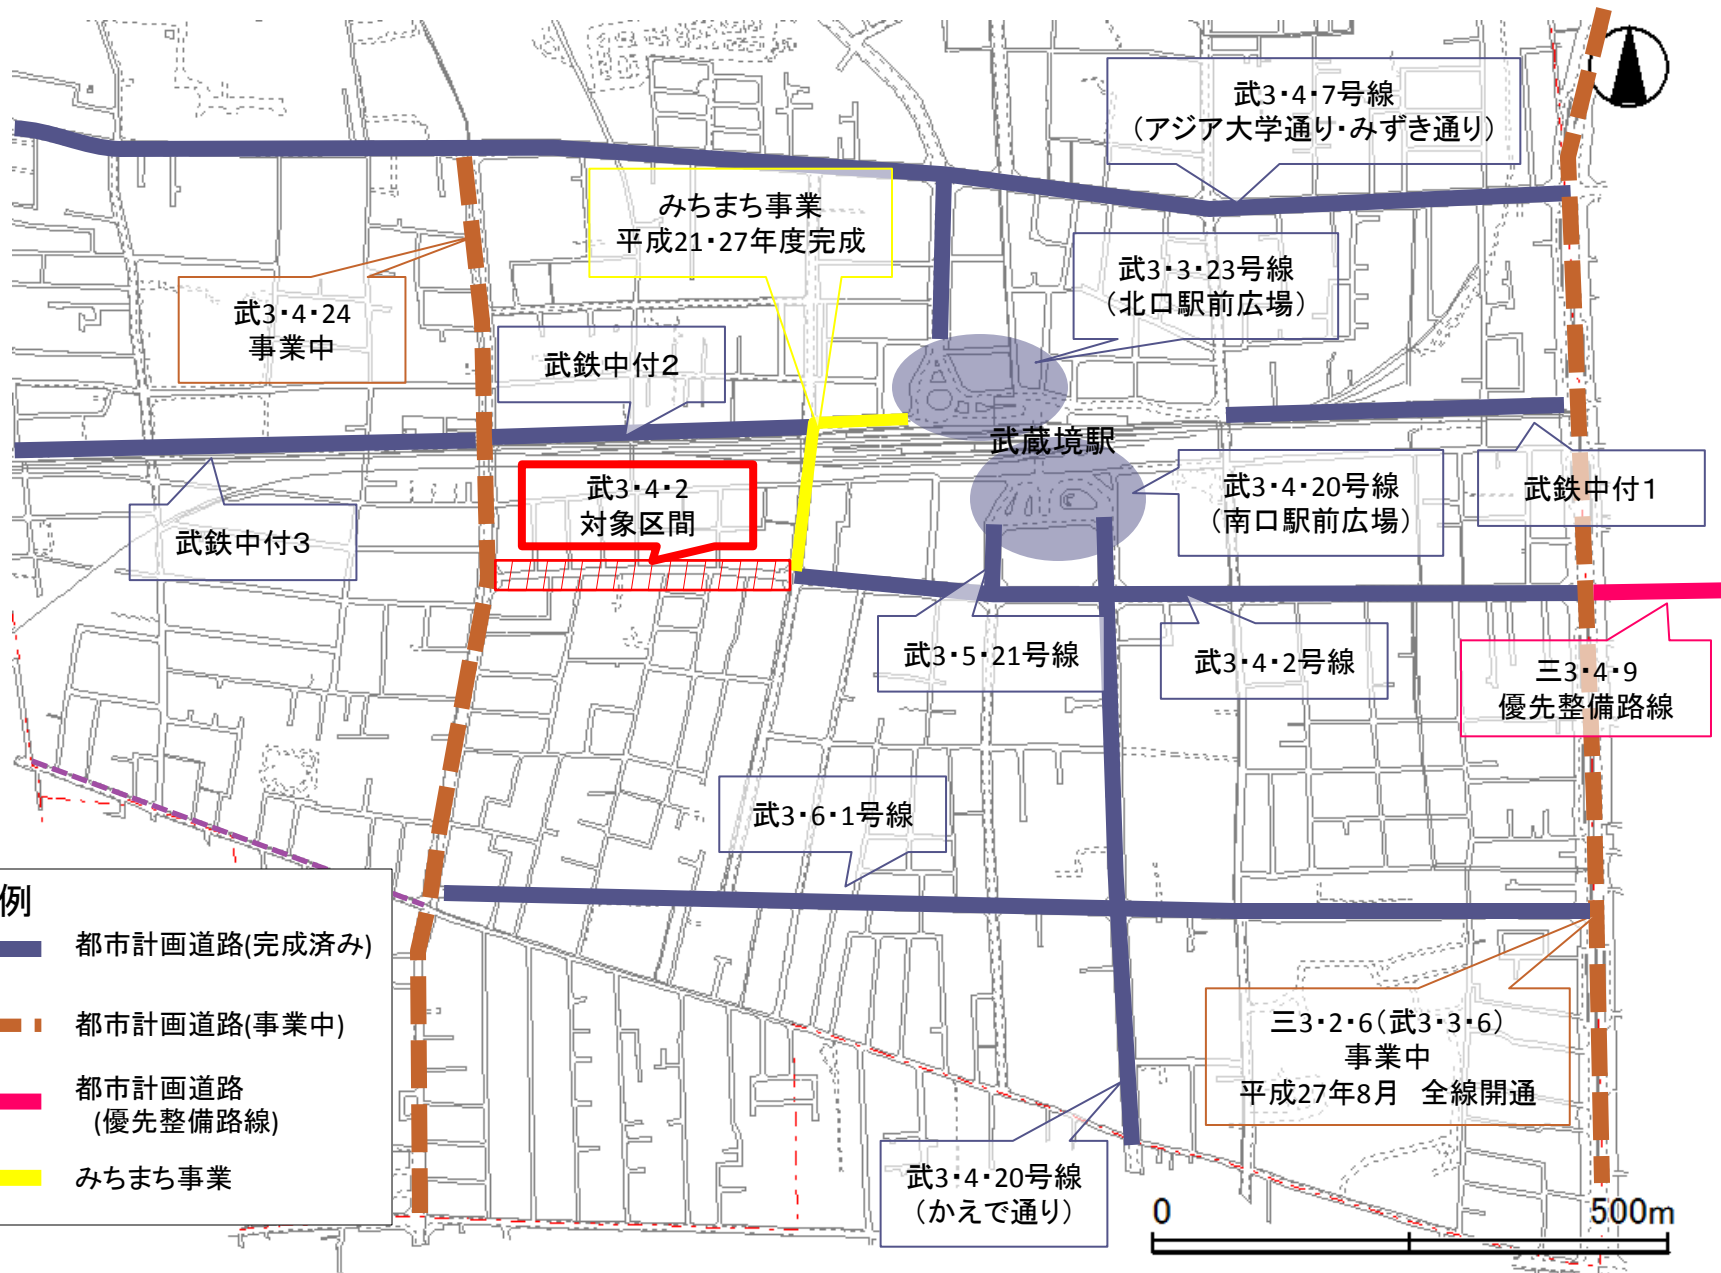 武3・4・7号線
(アジア大学通り・みずき通り)
みちまち事業
平成21・27年度完成
武3・3・23号線
(北口駅前広場)
武3・4・24
事業中
武鉄中付2
武蔵境駅
武3・4・2
対象区間
武3・4・20号線
(南口駅前広場)
武鉄中付1
武鉄中付3
武3・5・21号線
武3・4・2号線
三3・4・9
優先整備路線
武3・6・1号線
例
都市計画道路(完成済み)
都市計画道路(事業中)
都市計画道路
(優先整備路線)
みちまち事業
三3・2・6(武3・3・6)
事業中
平成27年8月 全線開通
武3・4・20号線
(かえで通り)
0 500m